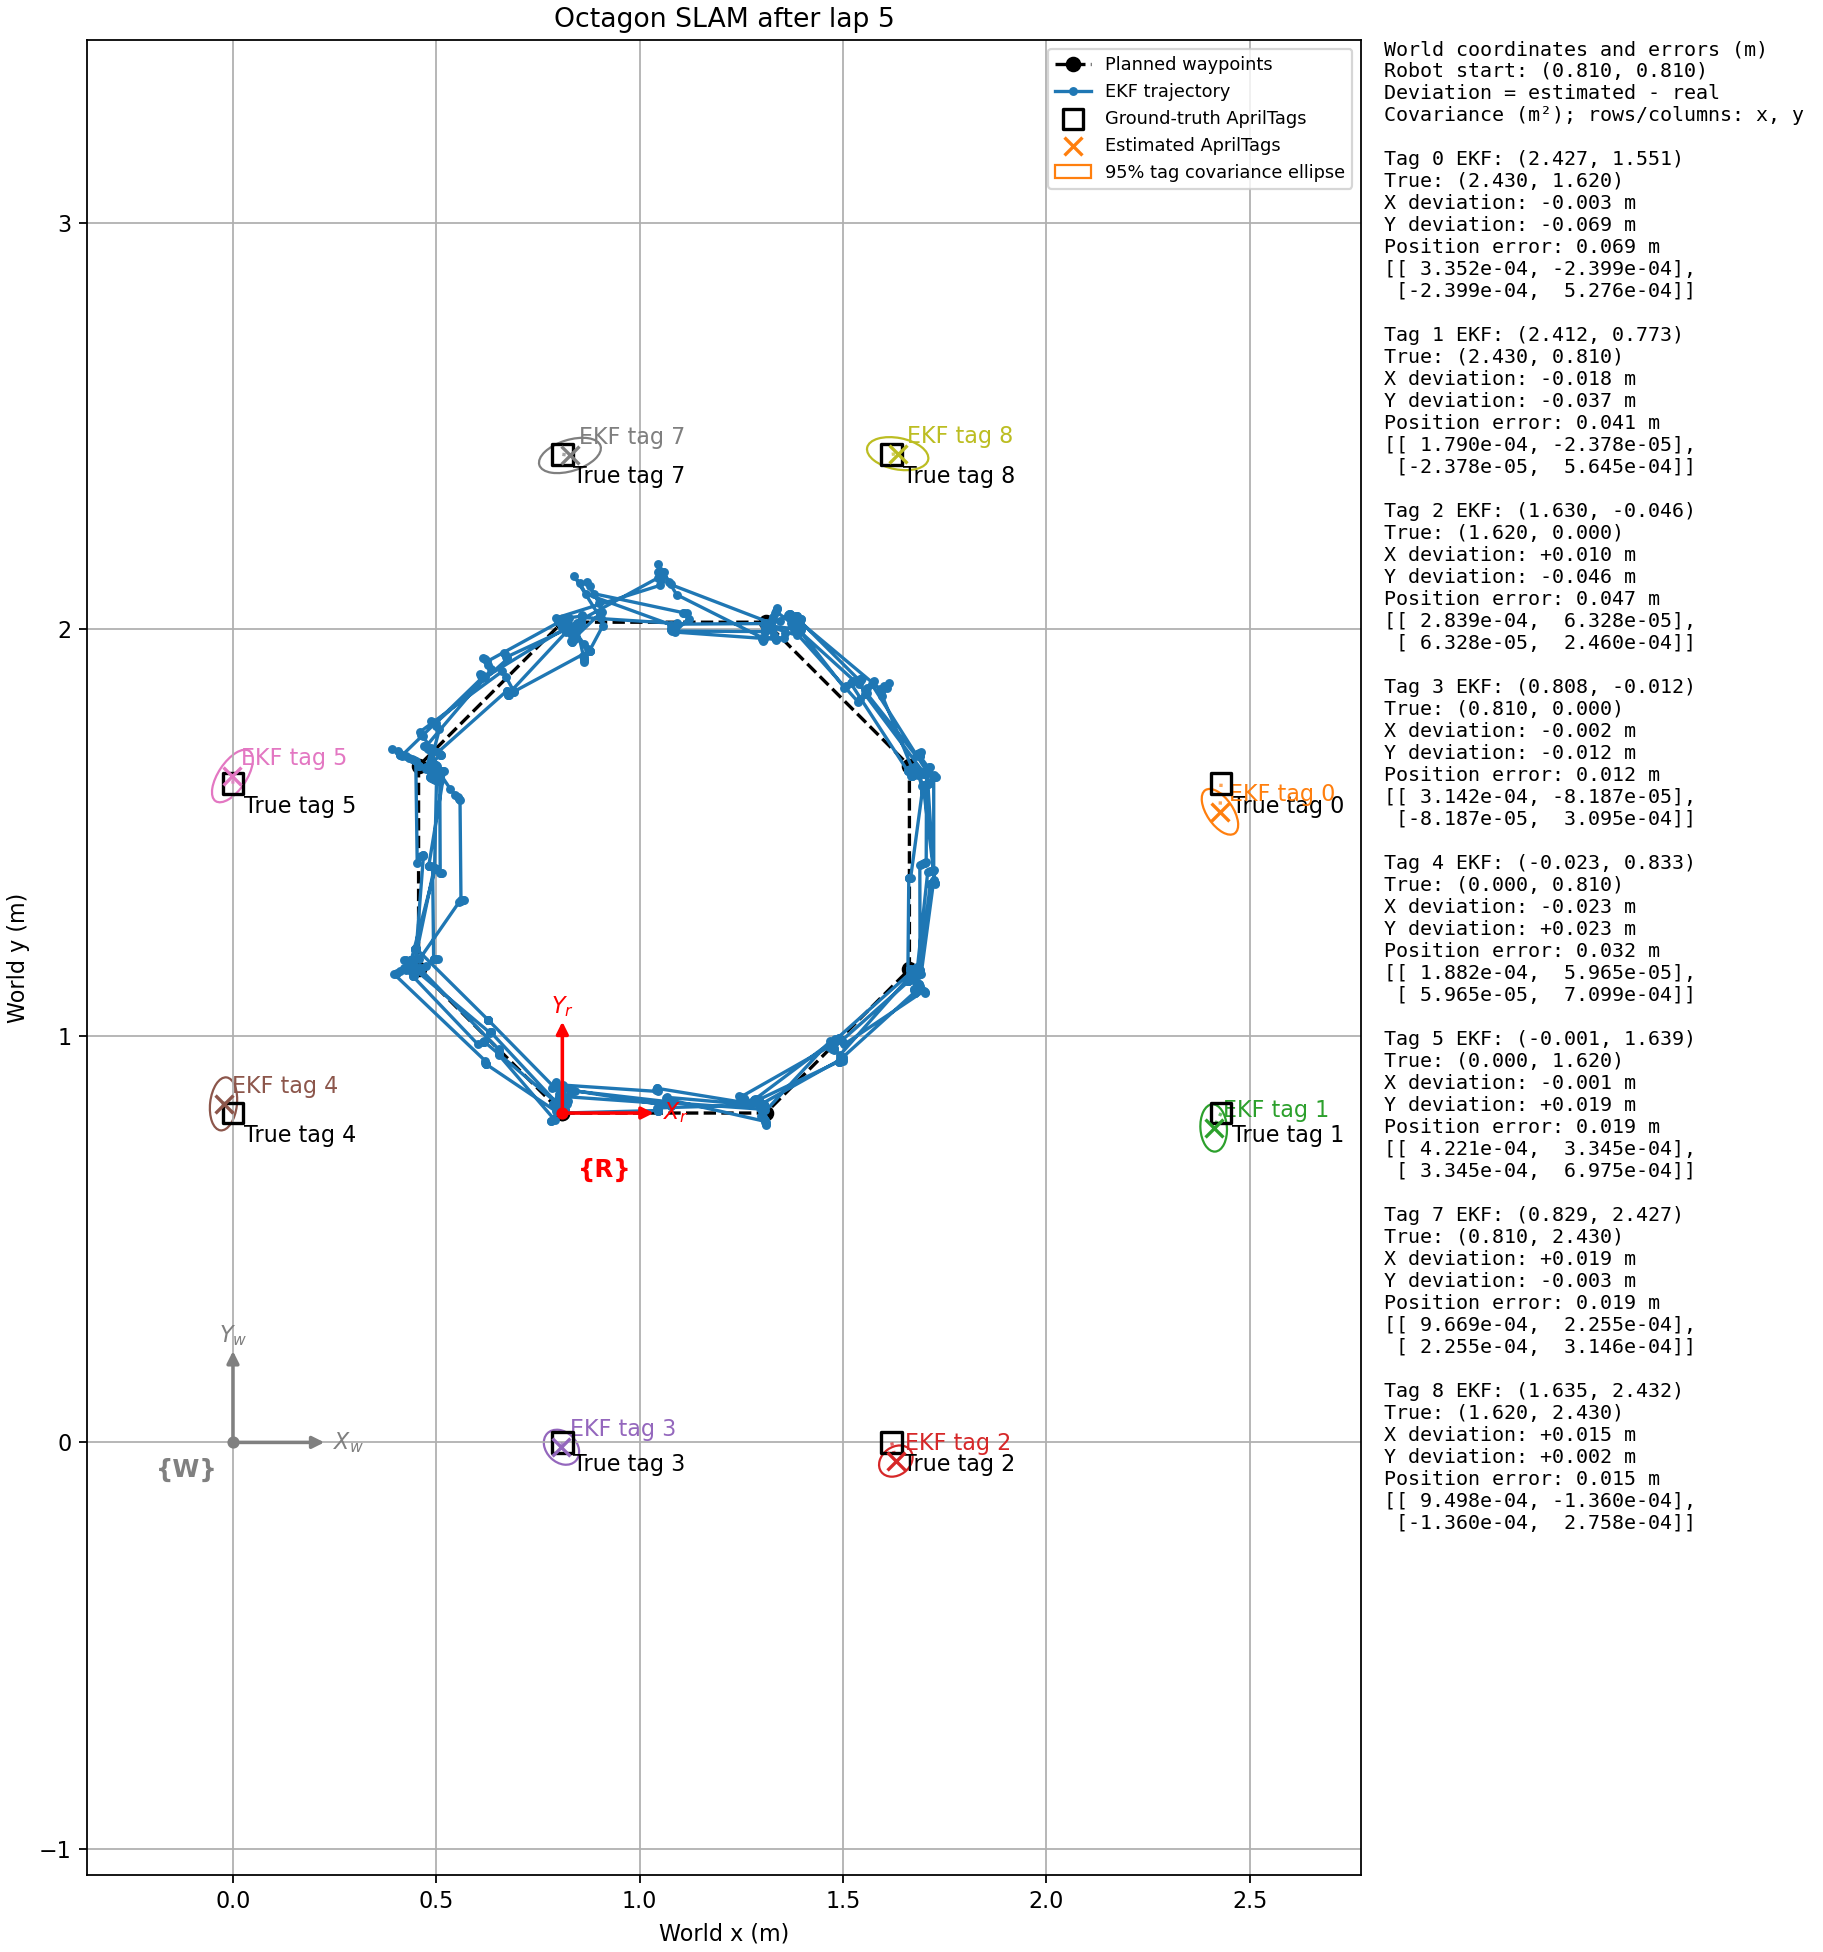 Octagon SLAM after lap 5
Planned waypoints
EKF trajectory
Ground-truth AprilTags
Estimated AprilTags
95% tag covariance ellipse
World y (m)
3
2
1
0
−1
0.0 0.5 1.0 1.5 2.0 2.5
World x (m)
EKF tag 7
True tag 7
EKF tag 8
True tag 8
EKF tag 5
True tag 5
EKF tag 0
True tag 0
Yr
Xr
{R}
EKF tag 4
True tag 4
EKF tag 1
True tag 1
Yw
Xw
{W}
EKF tag 3
True tag 3
EKF tag 2
True tag 2
World coordinates and errors (m)
Robot start: (0.810, 0.810)
Deviation = estimated - real
Covariance (m²); rows/columns: x, y
Tag 0 EKF: (2.427, 1.551)
True: (2.430, 1.620)
X deviation: -0.003 m
Y deviation: -0.069 m
Position error: 0.069 m
[[ 3.352e-04, -2.399e-04],
[-2.399e-04,  5.276e-04]]
Tag 1 EKF: (2.412, 0.773)
True: (2.430, 0.810)
X deviation: -0.018 m
Y deviation: -0.037 m
Position error: 0.041 m
[[ 1.790e-04, -2.378e-05],
[-2.378e-05,  5.645e-04]]
Tag 2 EKF: (1.630, -0.046)
True: (1.620, 0.000)
X deviation: +0.010 m
Y deviation: -0.046 m
Position error: 0.047 m
[[ 2.839e-04,  6.328e-05],
[ 6.328e-05,  2.460e-04]]
Tag 3 EKF: (0.808, -0.012)
True: (0.810, 0.000)
X deviation: -0.002 m
Y deviation: -0.012 m
Position error: 0.012 m
[[ 3.142e-04, -8.187e-05],
[-8.187e-05,  3.095e-04]]
Tag 4 EKF: (-0.023, 0.833)
True: (0.000, 0.810)
X deviation: -0.023 m
Y deviation: +0.023 m
Position error: 0.032 m
[[ 1.882e-04,  5.965e-05],
[ 5.965e-05,  7.099e-04]]
Tag 5 EKF: (-0.001, 1.639)
True: (0.000, 1.620)
X deviation: -0.001 m
Y deviation: +0.019 m
Position error: 0.019 m
[[ 4.221e-04,  3.345e-04],
[ 3.345e-04,  6.975e-04]]
Tag 7 EKF: (0.829, 2.427)
True: (0.810, 2.430)
X deviation: +0.019 m
Y deviation: -0.003 m
Position error: 0.019 m
[[ 9.669e-04,  2.255e-04],
[ 2.255e-04,  3.146e-04]]
Tag 8 EKF: (1.635, 2.432)
True: (1.620, 2.430)
X deviation: +0.015 m
Y deviation: +0.002 m
Position error: 0.015 m
[[ 9.498e-04, -1.360e-04],
[-1.360e-04,  2.758e-04]]